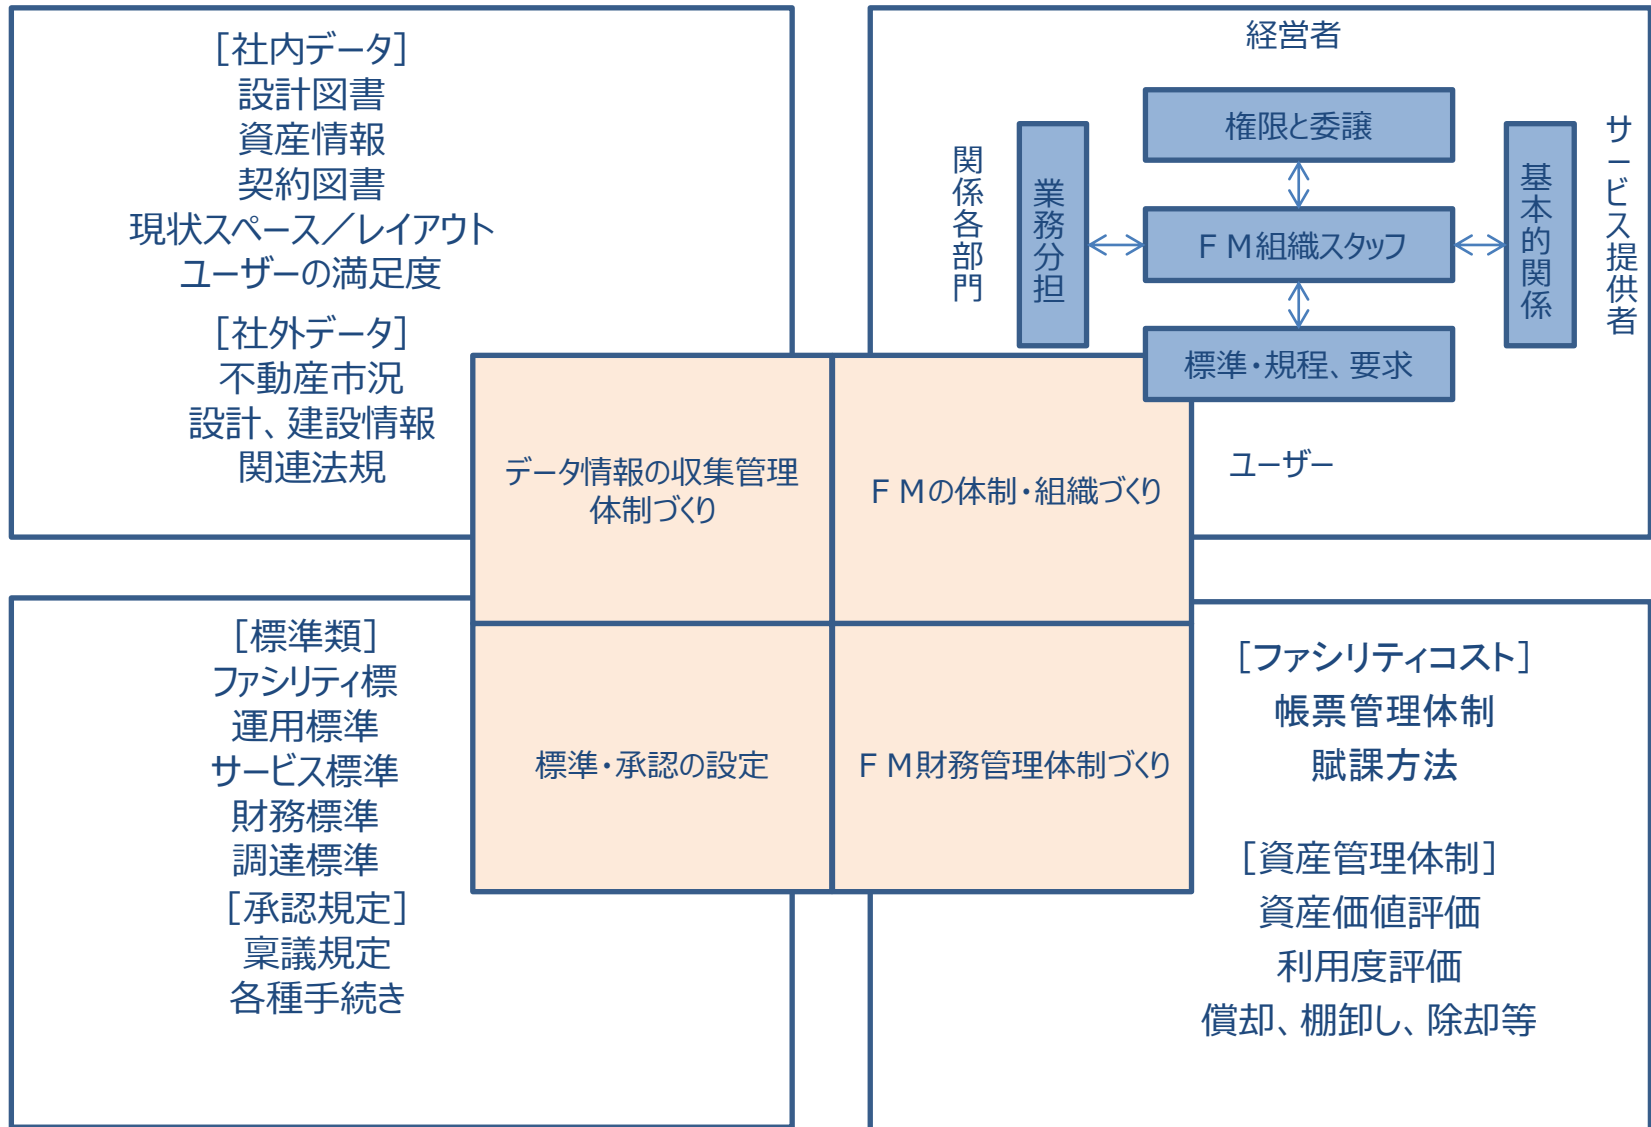 [社内データ]
設計図書
資産情報
契約図書
現状スペース／レイアウト
ユーザーの満足度
[社外データ]
不動産市況
設計、建設情報
関連法規
経営者
権限と委譲
関係各部門
業務分担
ＦＭ組織スタッフ
基本的関係
サービス提供者
標準・規程、要求
ユーザー
データ情報の収集管理
体制づくり
ＦＭの体制・組織づくり
標準・承認の設定
ＦＭ財務管理体制づくり
[標準類]
ファシリティ標
運用標準
サービス標準
財務標準
調達標準
[承認規定]
稟議規定
各種手続き
[ファシリティコスト]
帳票管理体制
賦課方法
[資産管理体制]
資産価値評価
利用度評価
償却、棚卸し、除却等